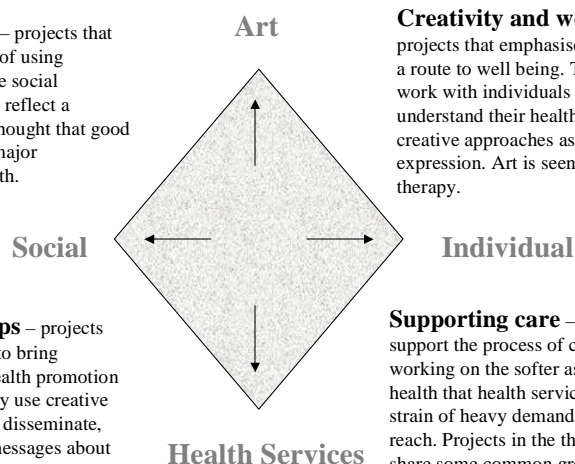 Art
– projects that
of using
social
reflect a
hought that good
major
th.
Creativity and we
projects that emphasise
a route to well being. T
work with individuals
understand their health
creative approaches as
expression. Art is seen
therapy.
Social
Individual
ps – projects
to bring
ealth promotion
y use creative
disseminate,
messages about
Supporting care –
support the process of c
working on the softer as
health that health servic
strain of heavy demand
reach. Projects in the th
share some common gr
Health Services